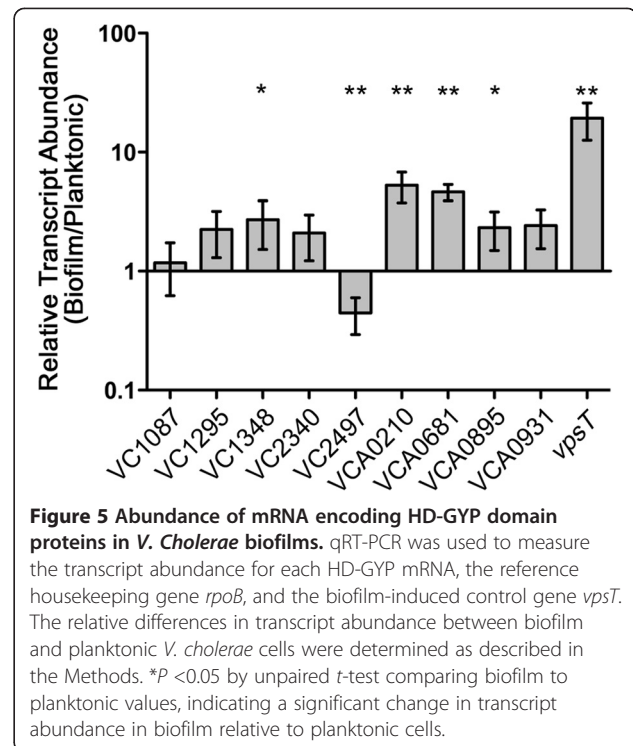 100
* ** ** ** * **
10
1
0.1
Relative Transcript Abundance
(Biofilm/Planktonic)
VC1087
VC1295
VC1348
VC2340
VC2497
VCA0210
VCA0681
VCA0895
VCA0931
vpsT
Figure 5 Abundance of mRNA encoding HD-GYP domain
proteins in V. Cholerae biofilms. qRT-PCR was used to measure
the transcript abundance for each HD-GYP mRNA, the reference
housekeeping gene rpoB, and the biofilm-induced control gene vpsT.
The relative differences in transcript abundance between biofilm
and planktonic V. cholerae cells were determined as described in
the Methods. *P <0.05 by unpaired t-test comparing biofilm to
planktonic values, indicating a significant change in transcript
abundance in biofilm relative to planktonic cells.